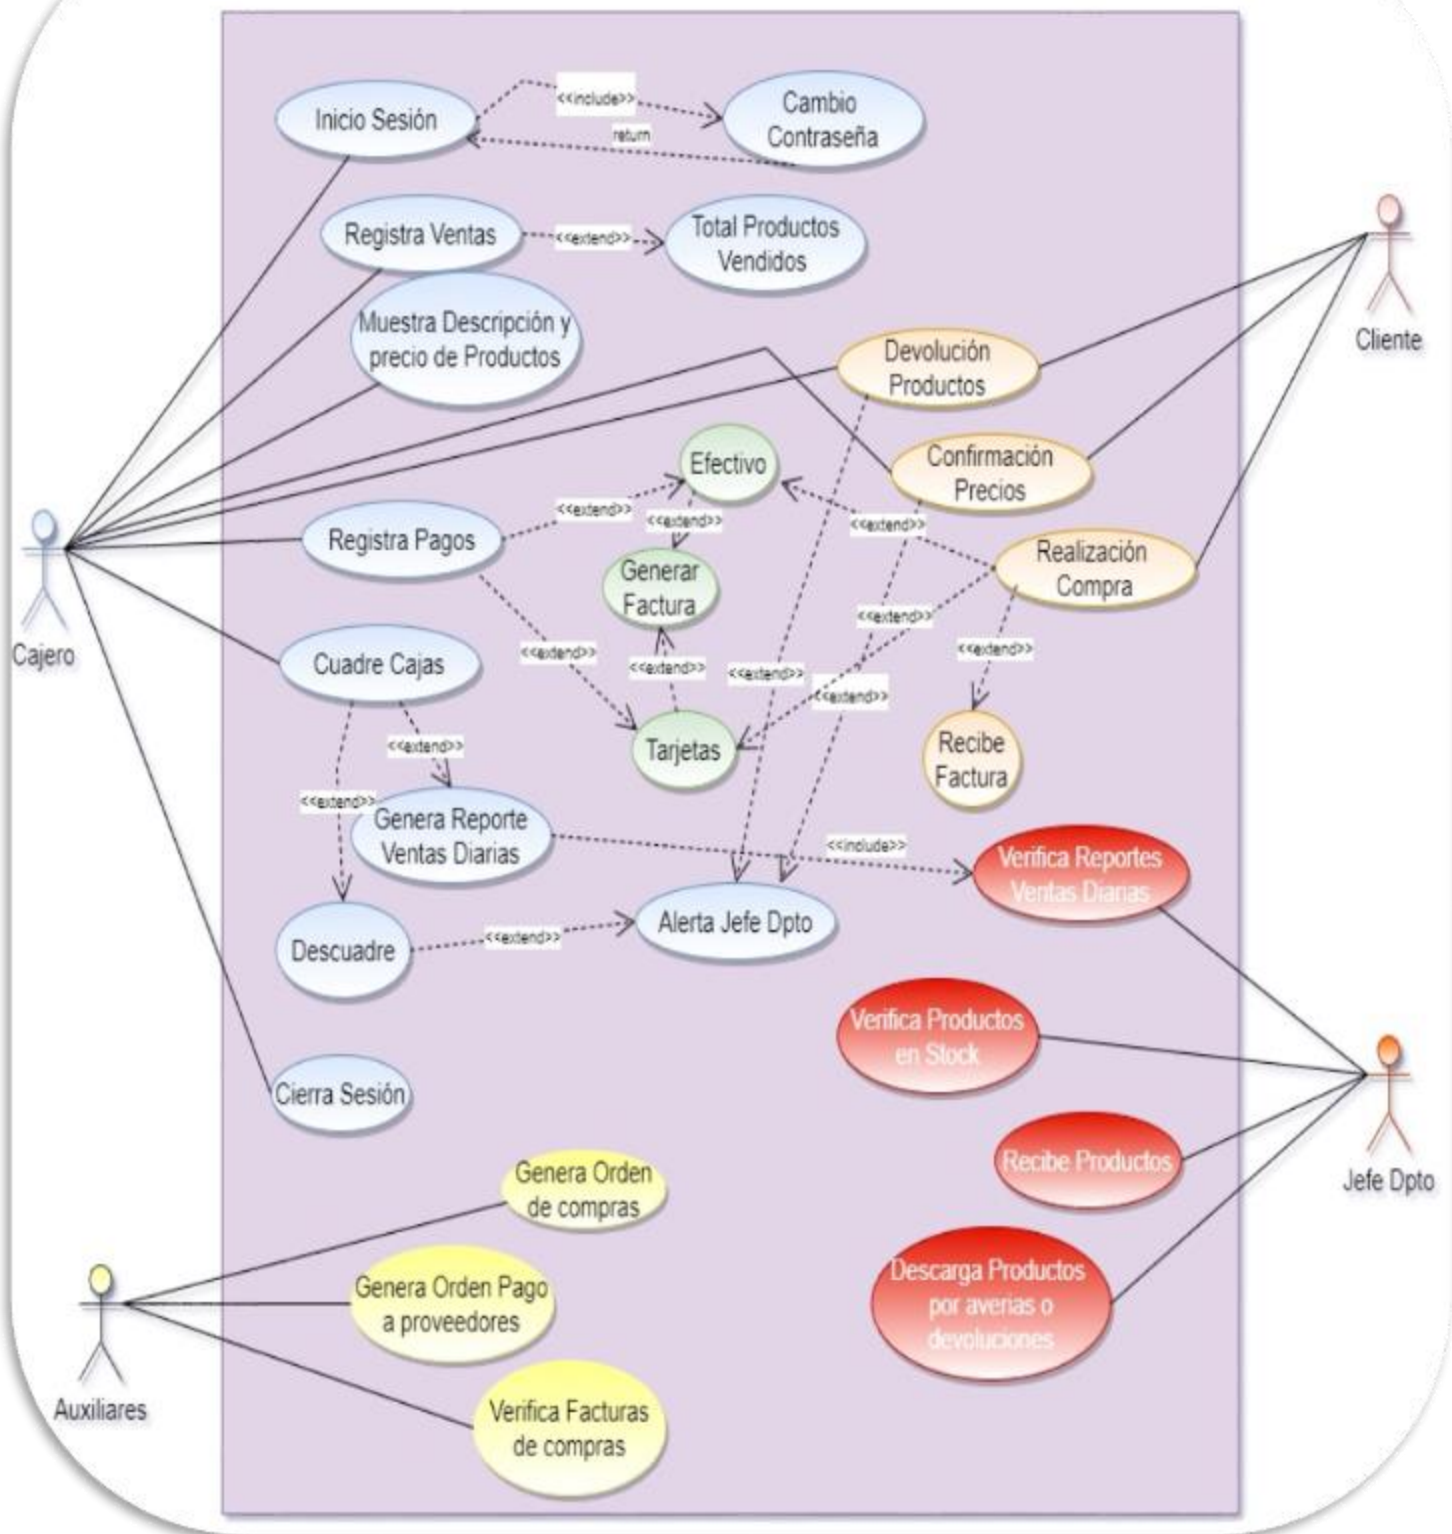 Inicio Sesión
<<include>>
Cambio
Contraseña
return
Registra Ventas
<<extend>>
Total Productos
Vendidos
Muestra Descripción y
precio de Productos
Cliente
Devolución
Productos
Efectivo
Confirmación
Precios
<<extend>>
<<extend>>
<<extend>>
Registra Pagos
Realización
Compra
Generar
Factura
<<extend>>
Cajero
Cuadre Cajas
<<extend>>
<<extend>>
<<extend>>
<<extend>>
<<extend>>
Tarjetas
Recibe
Factura
<<extend>>
<<extend>>
Genera Reporte
Ventas Diarias
<<include>>
Verifica Reportes
Ventas Diarias
Descuadre
<<extend>>
Alerta Jefe Dpto
Verifica Productos
en Stock
Cierra Sesión
Recibe Productos
Jefe Dpto
Genera Orden
de compras
Genera Orden Pago
a proveedores
Descarga Productos
por averias o
devoluciones
Auxiliares
Verifica Facturas
de compras